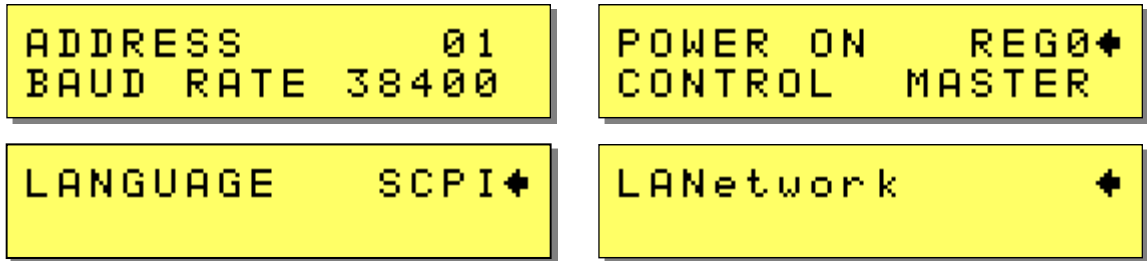 ADDRESS 01
BAUD RATE 38400
POWER ON REG0←
CONTROL MASTER
LANGUAGE SCPI←
LANetwork ←